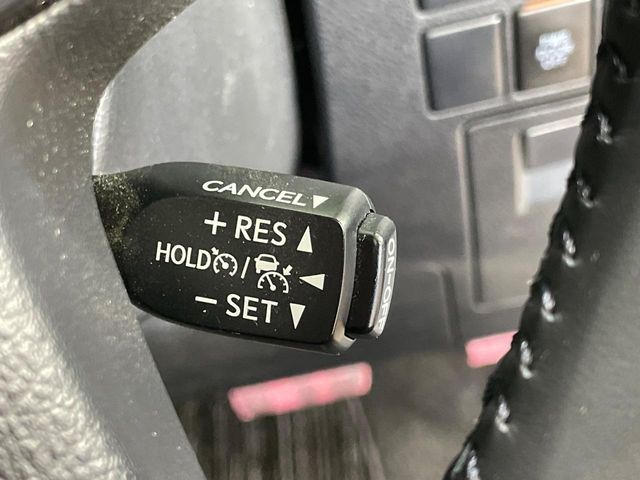 CANCEL▼
+ RES ▲
HOLD / ◀
− SET ▼
ON-OFF